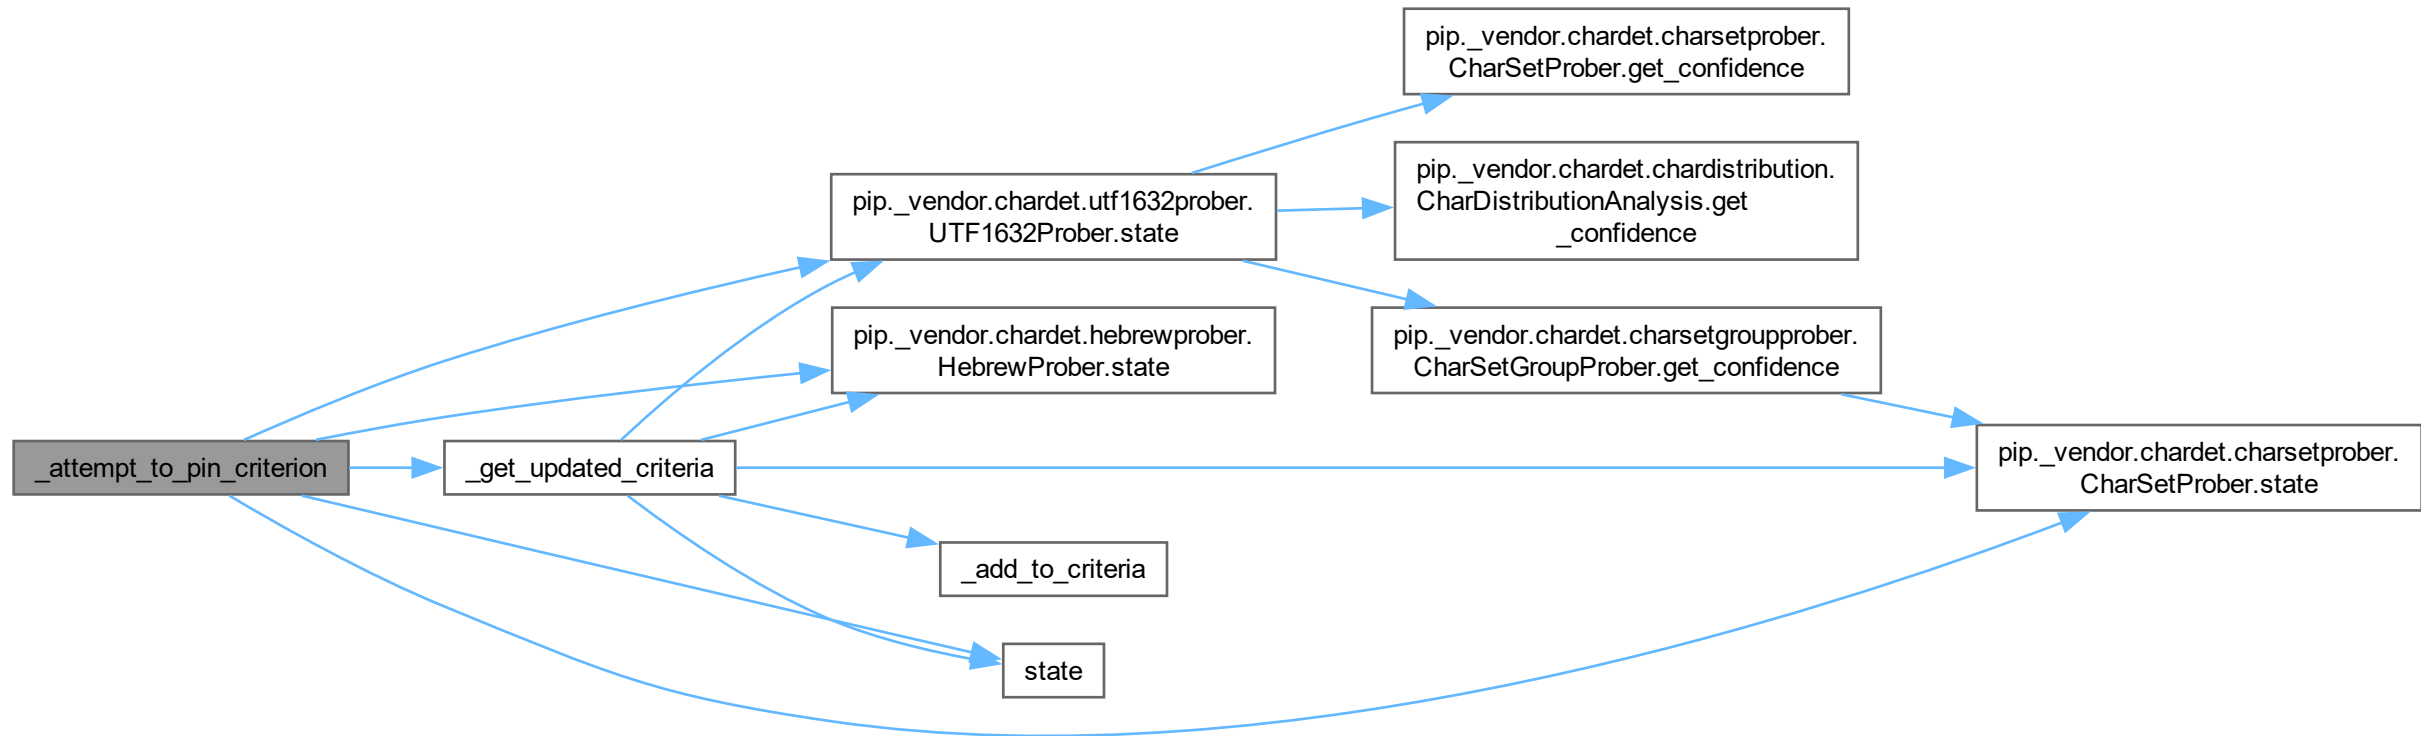 pip._vendor.chardet.charsetprober.
CharSetProber.get_confidence
pip._vendor.chardet.chardistribution.
CharDistributionAnalysis.get
_confidence
pip._vendor.chardet.utf1632prober.
UTF1632Prober.state
pip._vendor.chardet.hebrewprober.
HebrewProber.state
pip._vendor.chardet.charsetgroupprober.
CharSetGroupProber.get_confidence
_attempt_to_pin_criterion
_get_updated_criteria
pip._vendor.chardet.charsetprober.
CharSetProber.state
_add_to_criteria
state